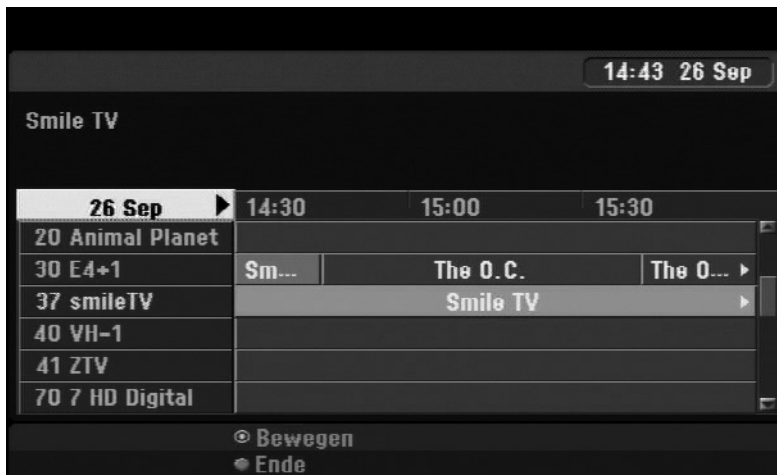 14:43 26 Sep
Smile TV
26 Sep 14:30 15:00 15:30
20 Animal Planet
30 E4+1 Sm... The O.C. The O...
37 smileTV Smile TV
40 VH-1
41 ZTV
70 7 HD Digital
Bewegen
Ende